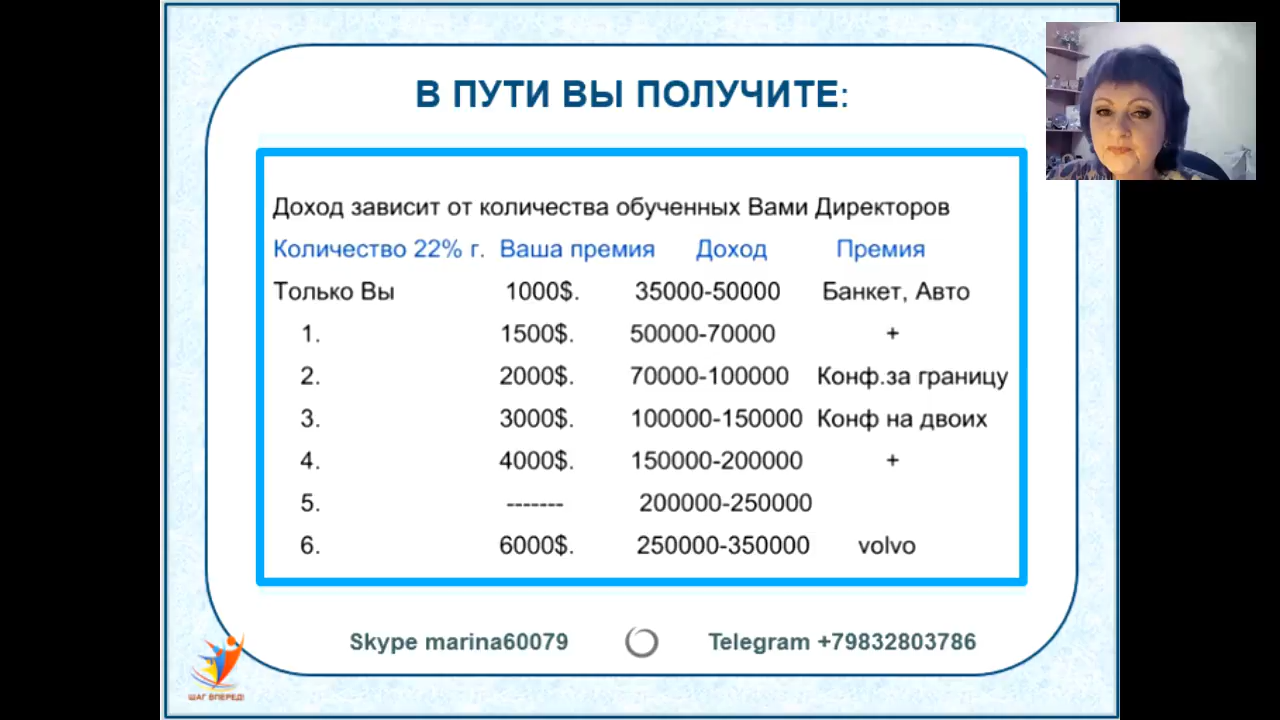 В ПУТИ ВЫ ПОЛУЧИТЕ:
Доход зависит от количества обученных Вами Директоров
Количество 22% г. Ваша премия Доход Премия
Только Вы 1000$. 35000-50000 Банкет, Авто
1. 1500$. 50000-70000 +
2. 2000$. 70000-100000 Конф.за границу
3. 3000$. 100000-150000 Конф на двоих
4. 4000$. 150000-200000 +
5. ------- 200000-250000
6. 6000$. 250000-350000 volvo
Skype marina60079 Telegram +79832803786
ШАГ ВПЕРЕД!